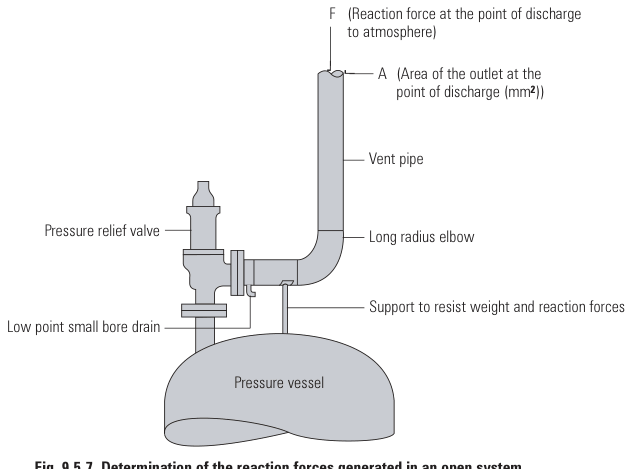 F (Reaction force at the point of discharge
to atmosphere)
A (Area of the outlet at the
point of discharge (mm²))
Vent pipe
Pressure relief valve
Long radius elbow
Support to resist weight and reaction forces
Low point small bore drain
Pressure vessel
Fig. 9.5.7 Determination of the reaction forces generated in an open system